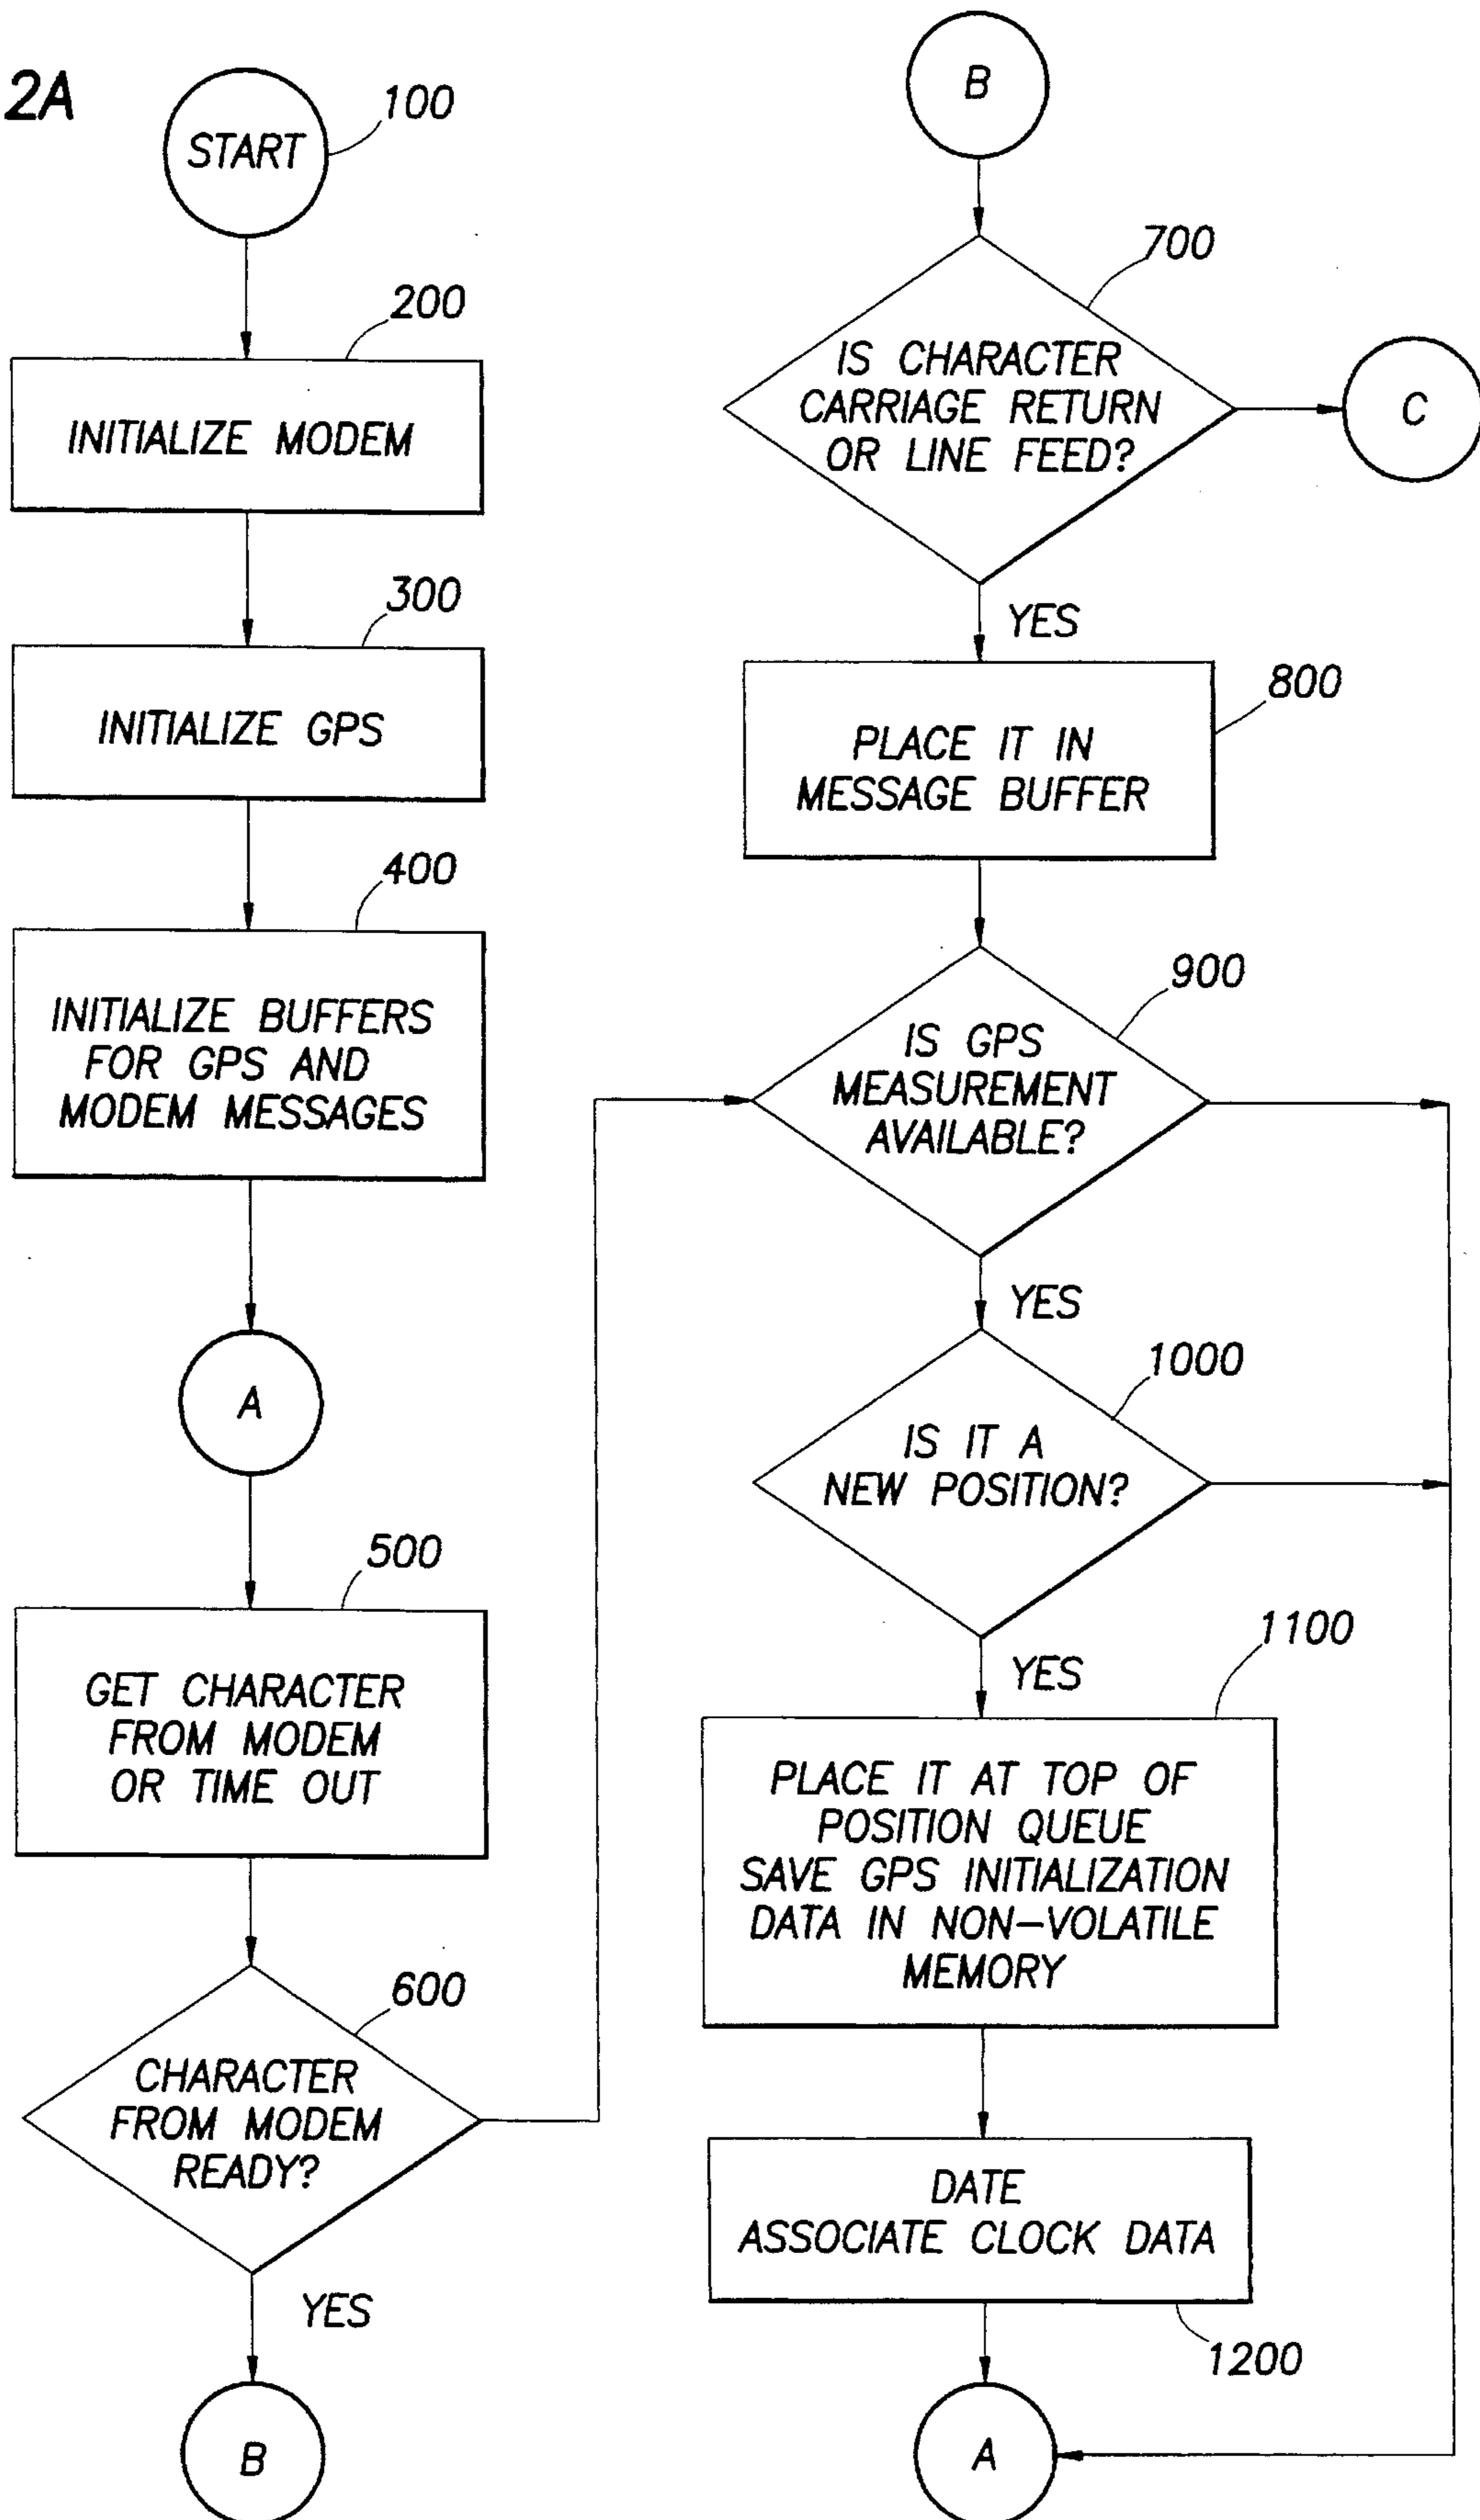 2A
START
100
200
INITIALIZE MODEM
300
INITIALIZE GPS
400
INITIALIZE BUFFERS
FOR GPS AND
MODEM MESSAGES
A
500
GET CHARACTER
FROM MODEM
OR TIME OUT
600
CHARACTER
FROM MODEM
READY?
YES
B
B
700
IS CHARACTER
CARRIAGE RETURN
OR LINE FEED?
C
YES
800
PLACE IT IN
MESSAGE BUFFER
900
IS GPS
MEASUREMENT
AVAILABLE?
YES
1000
IS IT A
NEW POSITION?
YES
1100
PLACE IT AT TOP OF
POSITION QUEUE
SAVE GPS INITIALIZATION
DATA IN NON-VOLATILE
MEMORY
DATE
ASSOCIATE CLOCK DATA
1200
A